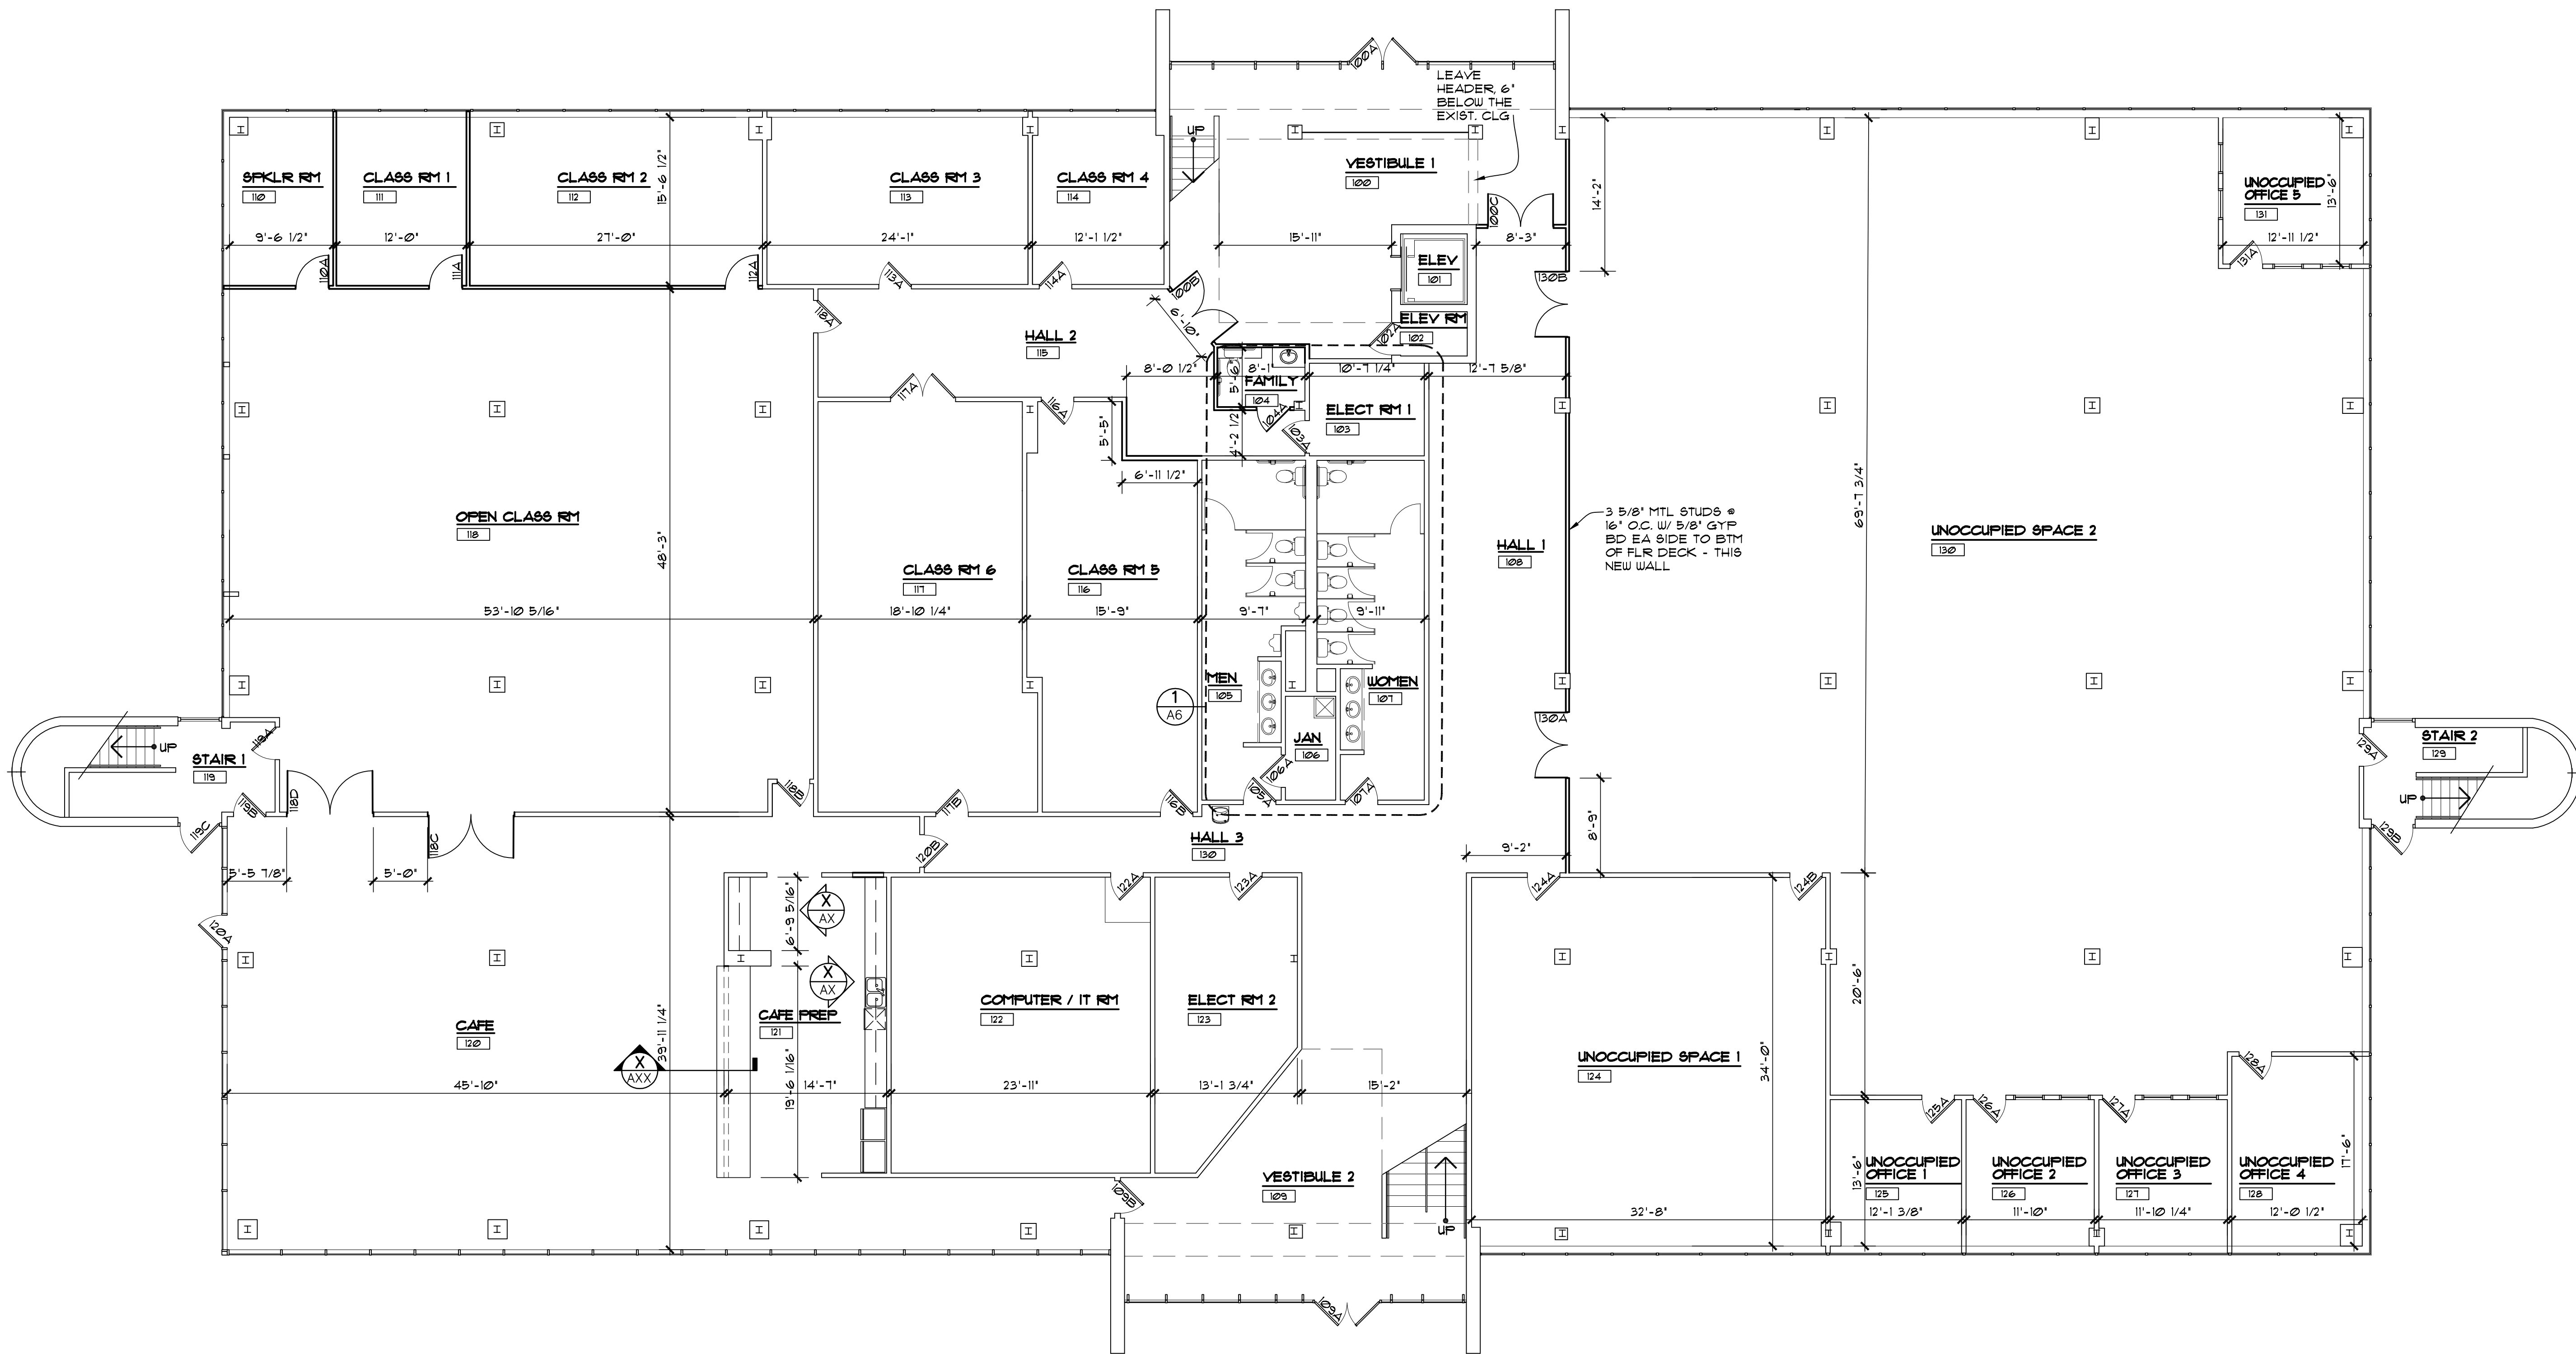 100A
LEAVE
HEADER, 6"
BELOW THE
EXIST. CLG
UP
VESTIBULE 1
100
SPKLR RM
110
CLASS RM 1
111
CLASS RM 2
112
15'-6 1/2"
CLASS RM 3
113
CLASS RM 4
114
14'-2"
UNOCCUPIED
OFFICE 5
131
13'-6"
100C
9'-6 1/2"
12'-0"
27'-0"
24'-1"
12'-1 1/2"
15'-11"
8'-3"
12'-11 1/2"
110A
111A
112A
113A
114A
100B
ELEV
101
130B
131A
118A
6'-10"
ELEV RM
102
102A
HALL 2
115
8'-0 1/2"
8'-1"
10'-7 1/4"
12'-7 5/8"
5'-6"
FAMILY
104
117A
116A
104A
ELECT RM 1
103
103A
5'-5"
4'-2 1/2"
6'-11 1/2"
69'-7 3/4"
OPEN CLASS RM
118
48'-3"
3 5/8" MTL STUDS @
16" O.C. W/ 5/8" GYP
BD EA SIDE TO BTM
OF FLR DECK - THIS
NEW WALL
UNOCCUPIED SPACE 2
130
HALL 1
108
CLASS RM 6
117
CLASS RM 5
116
53'-10 5/16"
18'-10 1/4"
15'-9"
9'-7"
9'-11"
MEN
105
WOMEN
107
1
A6
130A
JAN
106
106A
UP
STAIR 1
119
119A
119B
119C
118D
118C
118B
117B
116B
105A
107A
129A
STAIR 2
129
UP
129B
HALL 3
130
120B
8'-9"
9'-2"
5'-5 7/8"
5'-0"
122A
123A
124A
124B
120A
6'-9 5/16"
X
AX
X
AX
COMPUTER / IT RM
122
ELECT RM 2
123
CAFE PREP
121
CAFE
120
39'-11 1/4"
20'-6"
X
AXX
UNOCCUPIED SPACE 1
124
34'-0"
128A
45'-10"
14'-7"
19'-6 1/16"
23'-11"
13'-1 3/4"
15'-2"
125A
126A
127A
VESTIBULE 2
109
109B
UP
13'-6"
UNOCCUPIED
OFFICE 1
125
UNOCCUPIED
OFFICE 2
126
UNOCCUPIED
OFFICE 3
127
UNOCCUPIED
OFFICE 4
128
17'-6"
32'-8"
12'-1 3/8"
11'-10"
11'-10 1/4"
12'-0 1/2"
109A